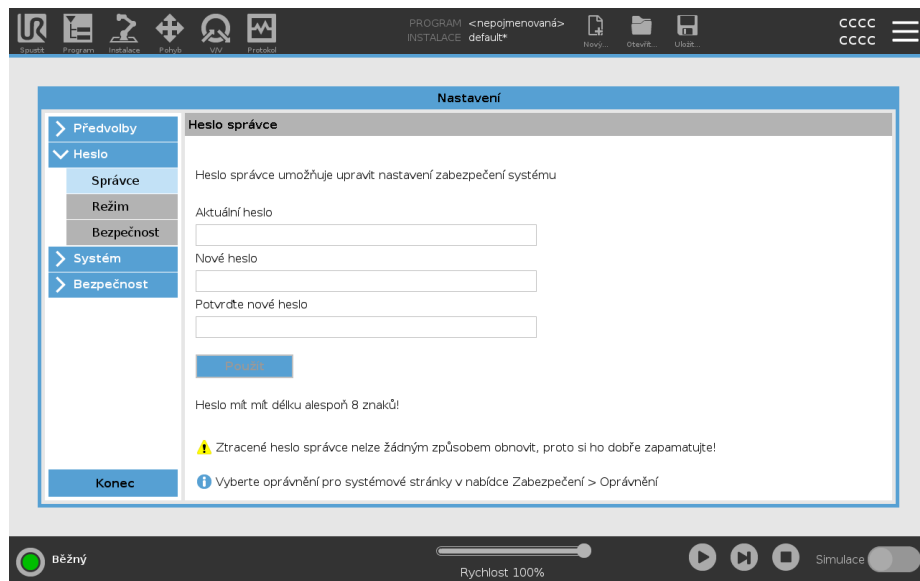 PROGRAM <nepojmenovaná>
INSTALACE default*
cccc
cccc
Spustit Program Instalace Pohyb V/V Protokol Nový... Otevřít... Uložit...
Nastavení
Předvolby
Heslo
Správce
Režim
Bezpečnost
Systém
Bezpečnost
Konec
Heslo správce
Heslo správce umožňuje upravit nastavení zabezpečení systému
Aktuální heslo
Nové heslo
Potvrďte nové heslo
Použít
Heslo mít mít délku alespoň 8 znaků!
Ztracené heslo správce nelze žádným způsobem obnovit, proto si ho dobře zapamatujte!
Vyberte oprávnění pro systémové stránky v nabídce Zabezpečení > Oprávnění
Běžný
Rychlost 100%
Simulace